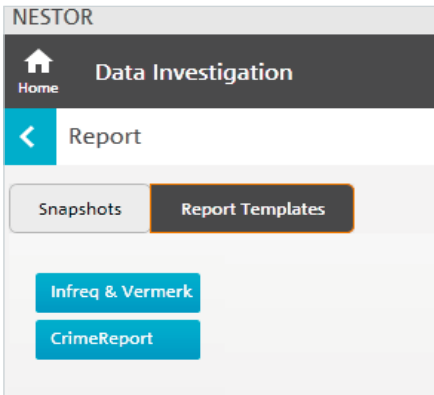 NESTOR
Home
Data Investigation
Report
Snapshots
Report Templates
Infreq & Vermerk
CrimeReport